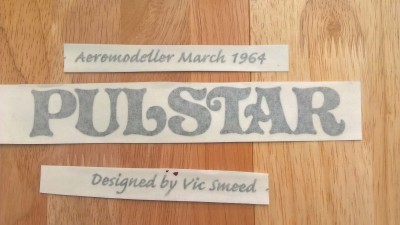 Aeromodeller March 1964
PULSTAR
Designed by Vic Smeed